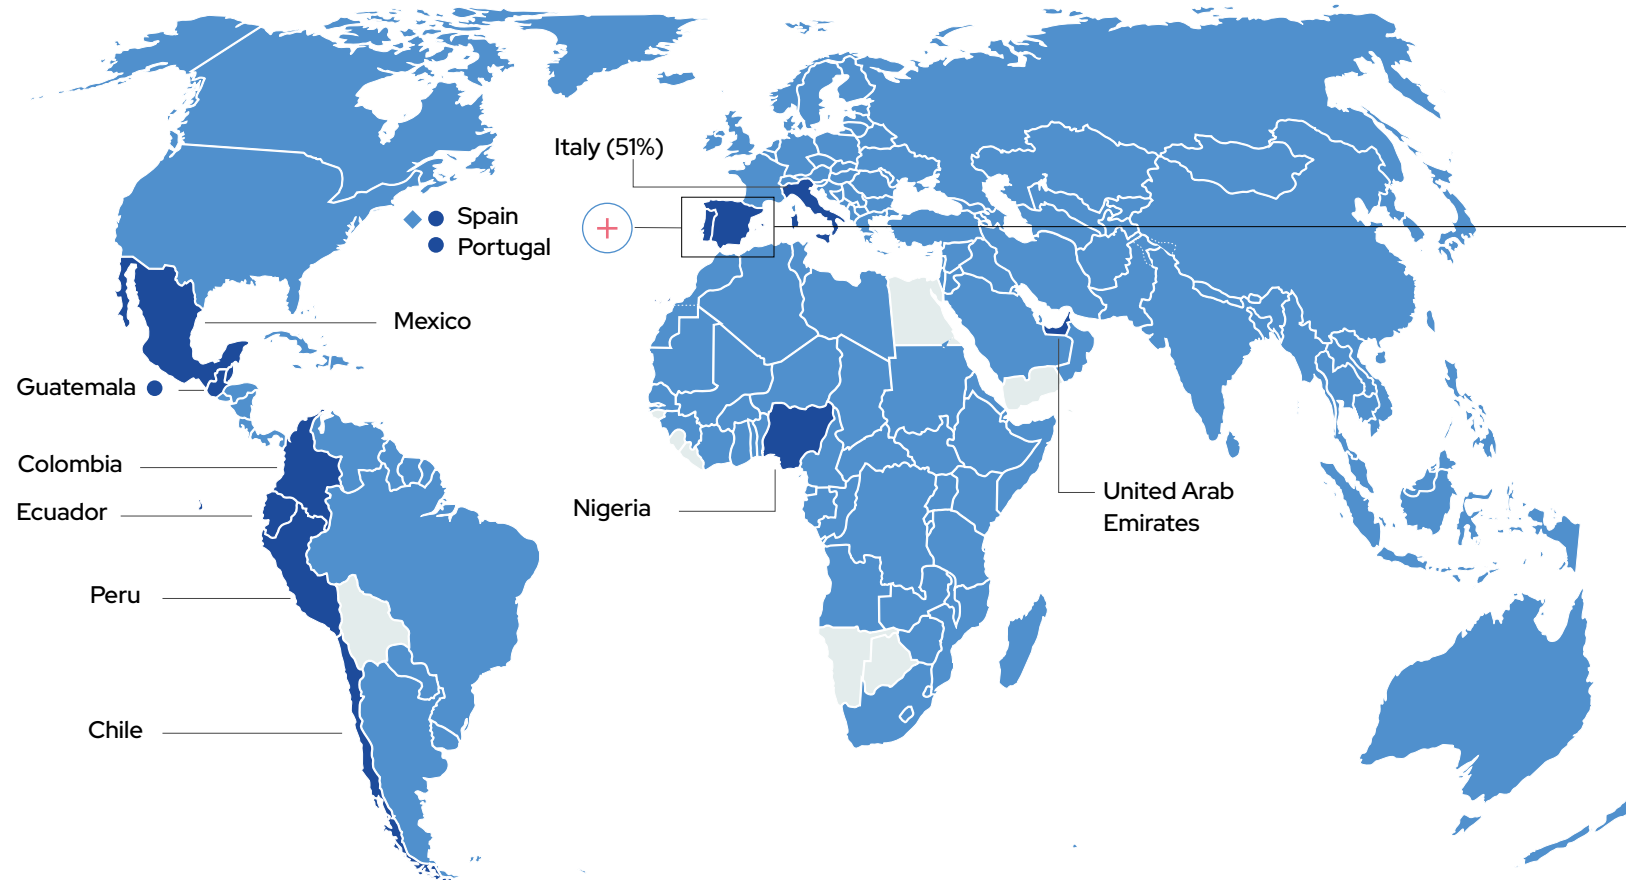 Italy (51%)
Spain
Portugal
Mexico
Guatemala
Colombia
Ecuador
Peru
Chile
Nigeria
United Arab
Emirates